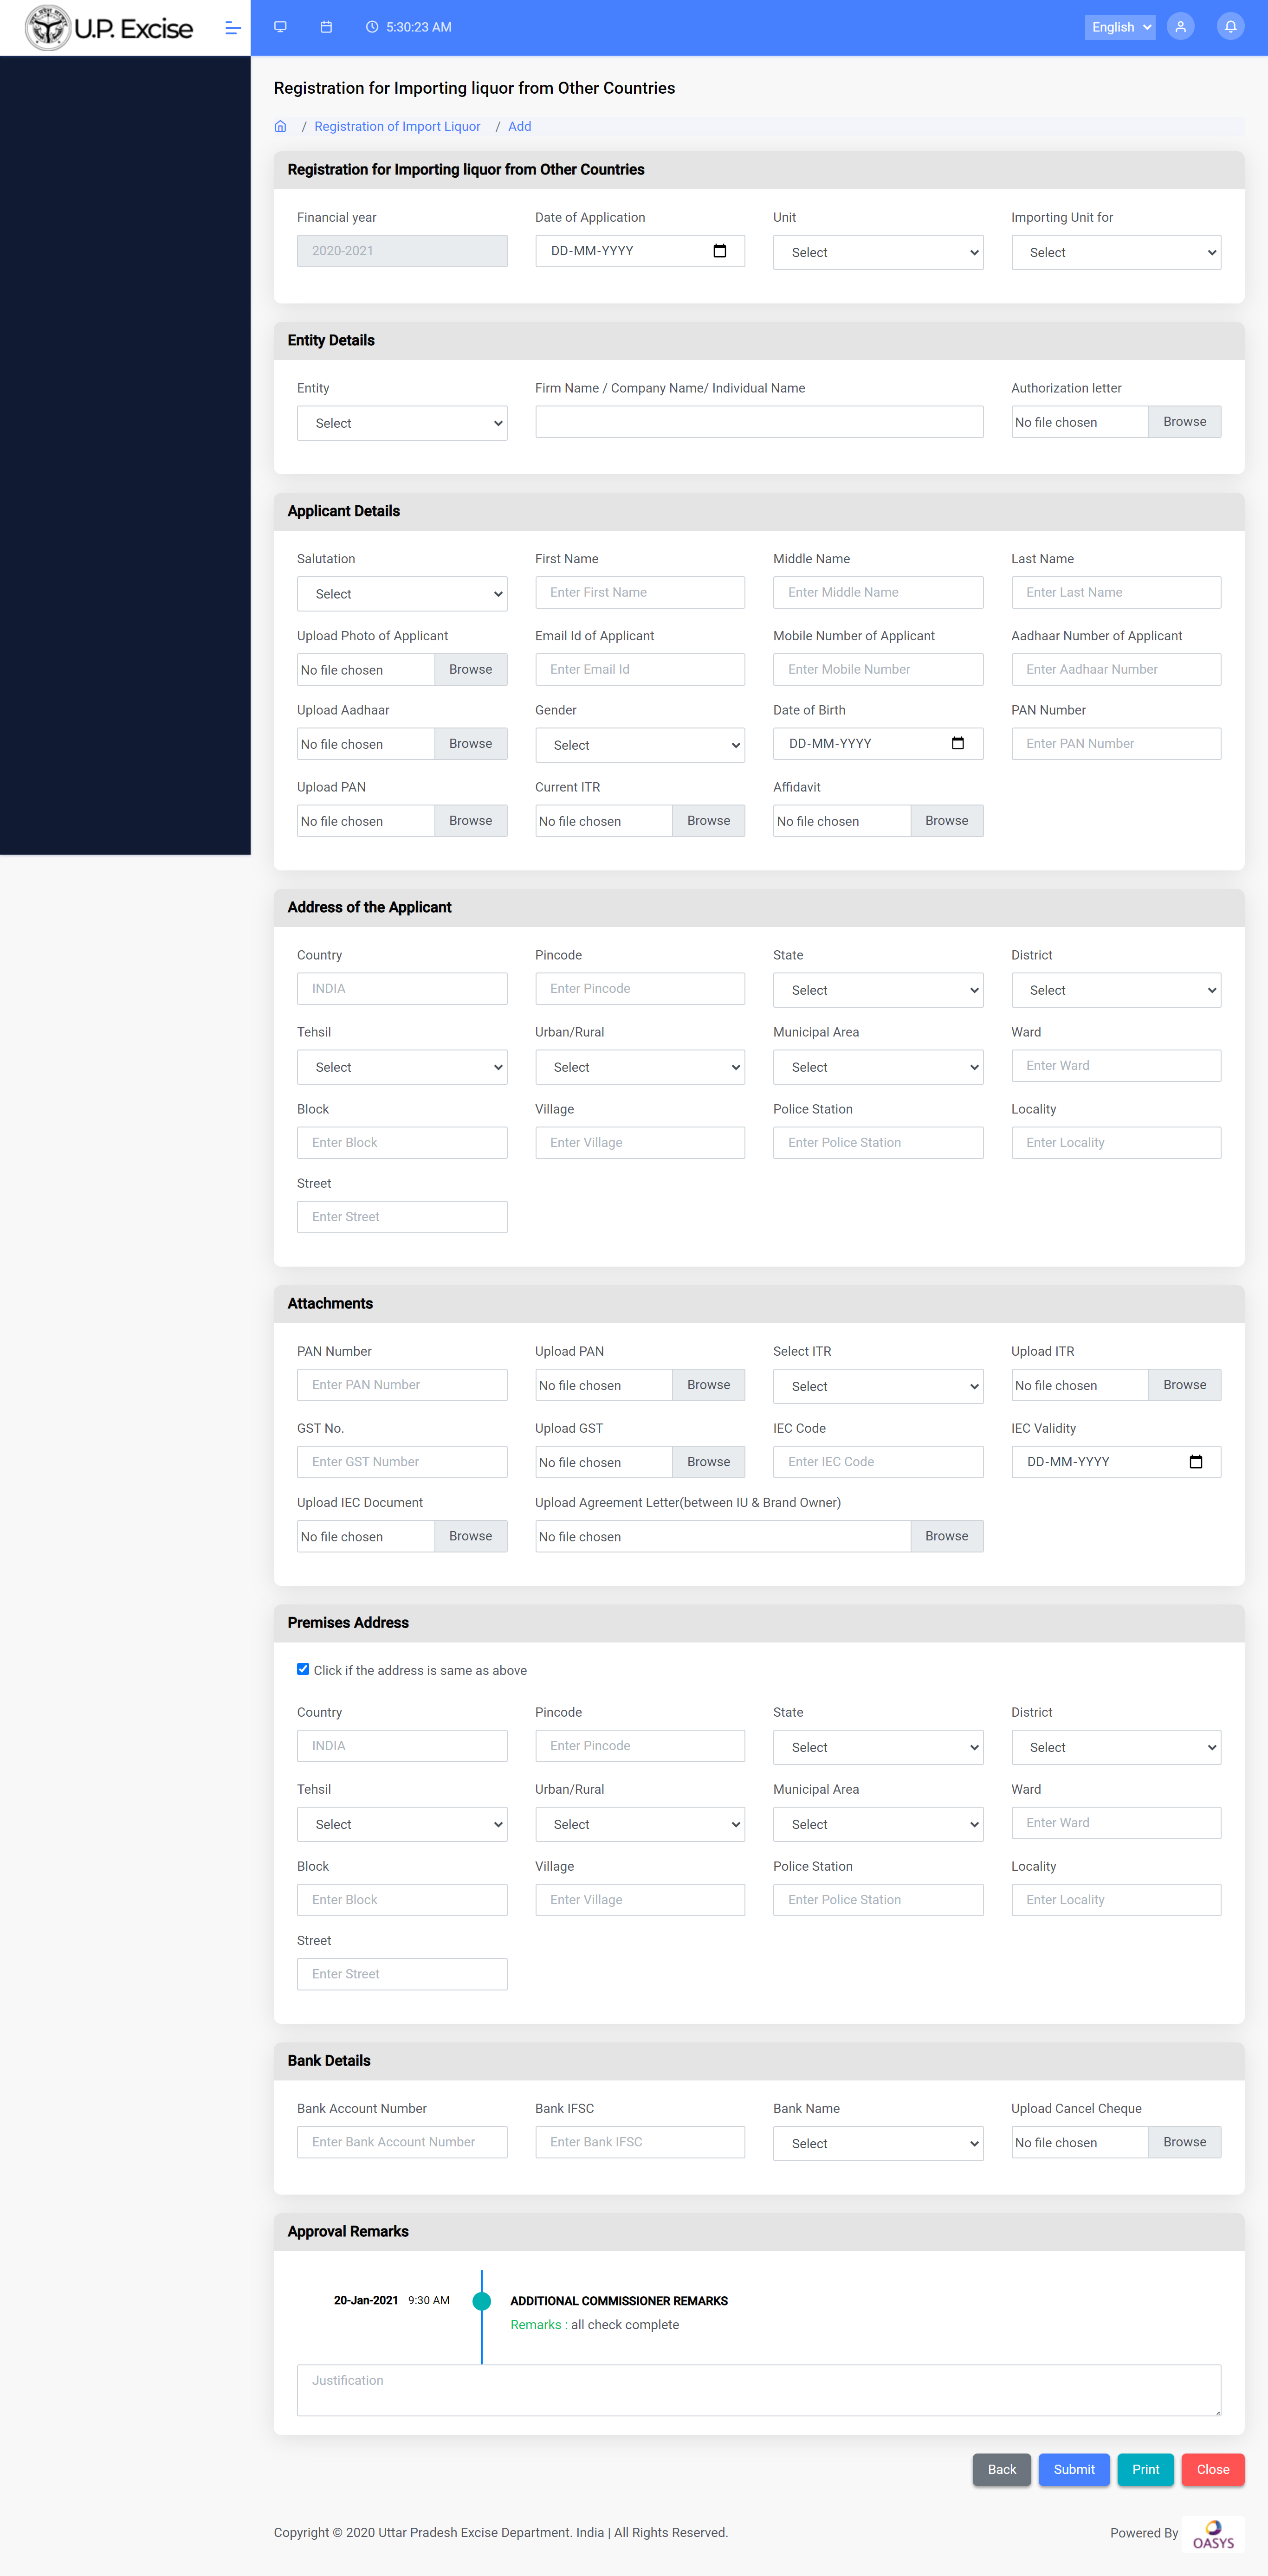 U.P. Excise
5:30:23 AM
English
Registration for Importing liquor from Other Countries
/ Registration of Import Liquor / Add
Registration for Importing liquor from Other Countries
Financial year Date of Application Unit Importing Unit for
2020-2021 DD-MM-YYYY Select Select
Entity Details
Entity Firm Name / Company Name/ Individual Name Authorization letter
Select No file chosen Browse
Applicant Details
Salutation First Name Middle Name Last Name
Select Enter First Name Enter Middle Name Enter Last Name
Upload Photo of Applicant Email Id of Applicant Mobile Number of Applicant Aadhaar Number of Applicant
No file chosen Browse Enter Email Id Enter Mobile Number Enter Aadhaar Number
Upload Aadhaar Gender Date of Birth PAN Number
No file chosen Browse Select DD-MM-YYYY Enter PAN Number
Upload PAN Current ITR Affidavit
No file chosen Browse No file chosen Browse No file chosen Browse
Address of the Applicant
Country Pincode State District
INDIA Enter Pincode Select Select
Tehsil Urban/Rural Municipal Area Ward
Select Select Select Enter Ward
Block Village Police Station Locality
Enter Block Enter Village Enter Police Station Enter Locality
Street
Enter Street
Attachments
PAN Number Upload PAN Select ITR Upload ITR
Enter PAN Number No file chosen Browse Select No file chosen Browse
GST No. Upload GST IEC Code IEC Validity
Enter GST Number No file chosen Browse Enter IEC Code DD-MM-YYYY
Upload IEC Document Upload Agreement Letter(between IU & Brand Owner)
No file chosen Browse No file chosen Browse
Premises Address
Click if the address is same as above
Country Pincode State District
INDIA Enter Pincode Select Select
Tehsil Urban/Rural Municipal Area Ward
Select Select Select Enter Ward
Block Village Police Station Locality
Enter Block Enter Village Enter Police Station Enter Locality
Street
Enter Street
Bank Details
Bank Account Number Bank IFSC Bank Name Upload Cancel Cheque
Enter Bank Account Number Enter Bank IFSC Select No file chosen Browse
Approval Remarks
20-Jan-2021 9:30 AM ADDITIONAL COMMISSIONER REMARKS
Remarks : all check complete
Justification
Back Submit Print Close
Copyright © 2020 Uttar Pradesh Excise Department. India | All Rights Reserved. Powered By OASYS